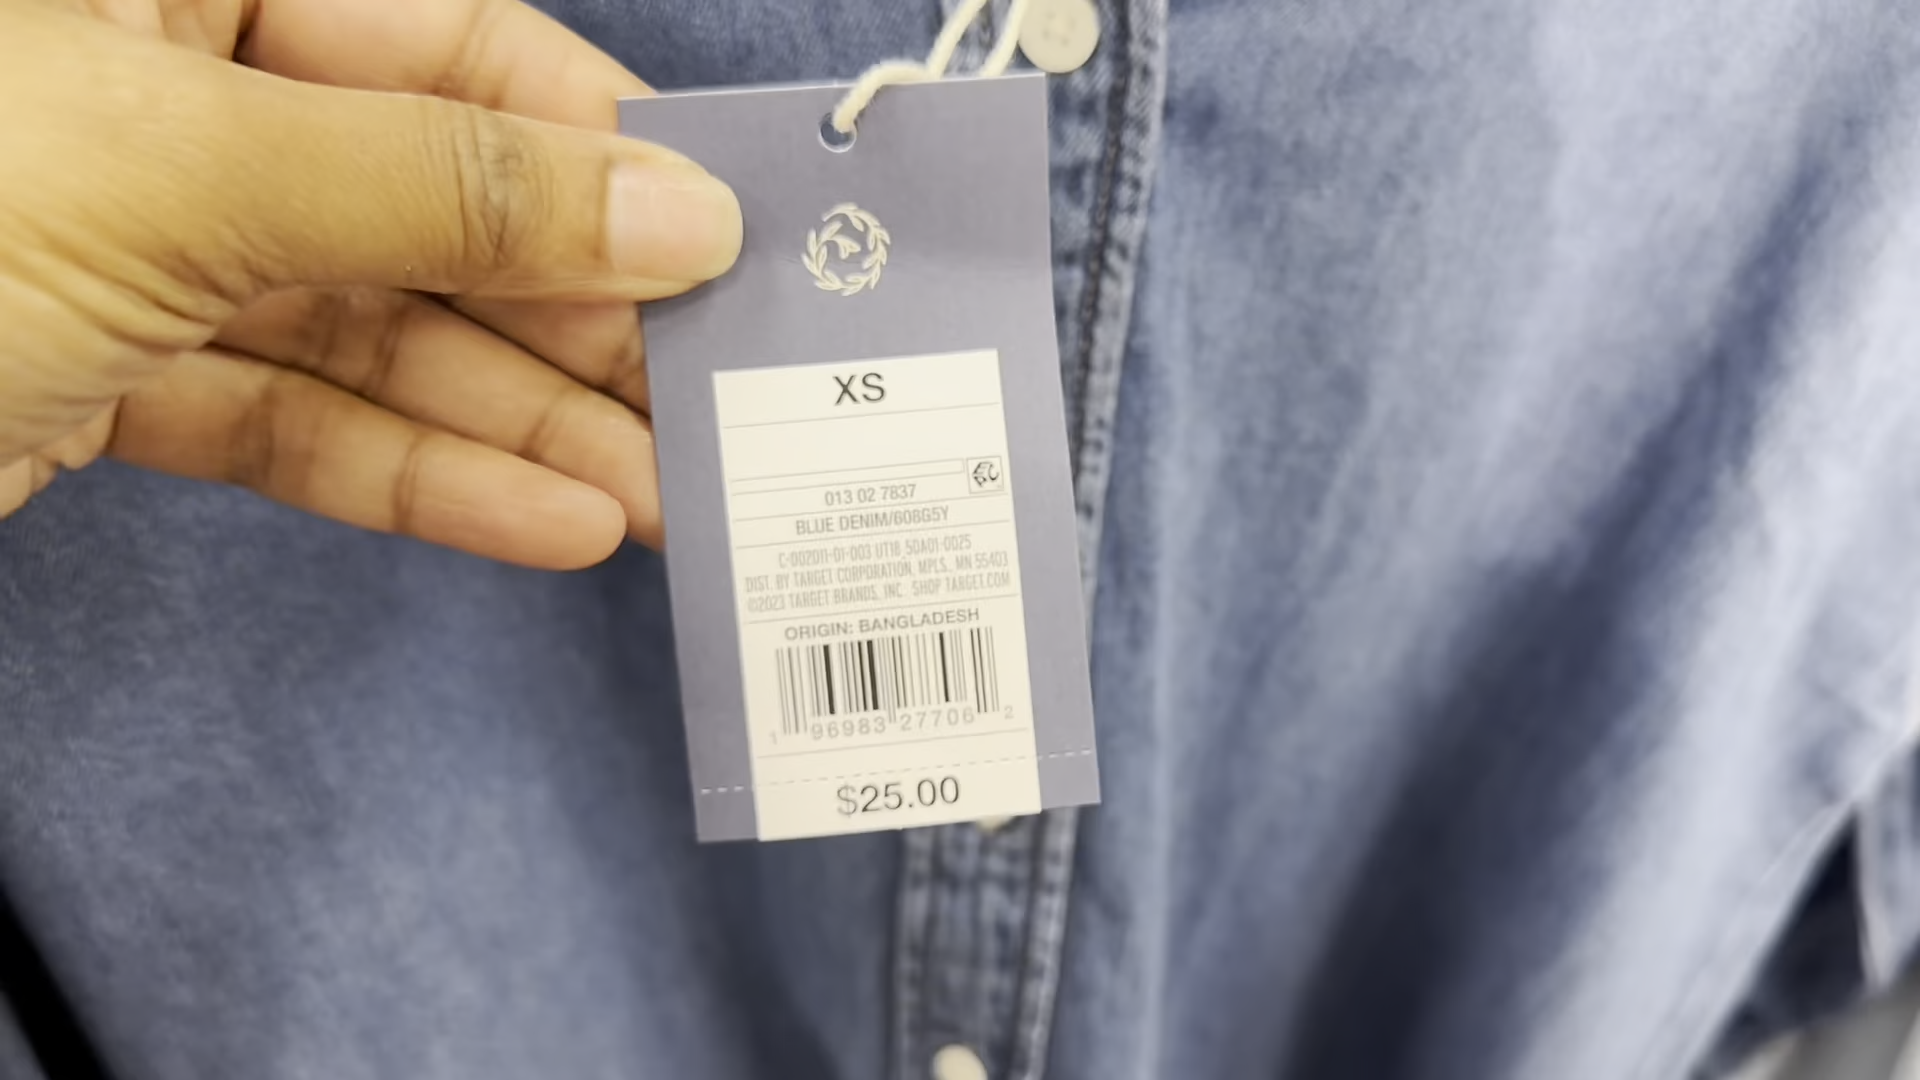 XS
013 02 7837
BLUE DENIM/608G5Y
C-002011-01-003 UT18 50A01-0025
DIST. BY TARGET CORPORATION, MPLS., MN 55403
©2023 TARGET BRANDS, INC. SHOP TARGET.COM
ORIGIN: BANGLADESH
1 96983 27706 2
$25.00